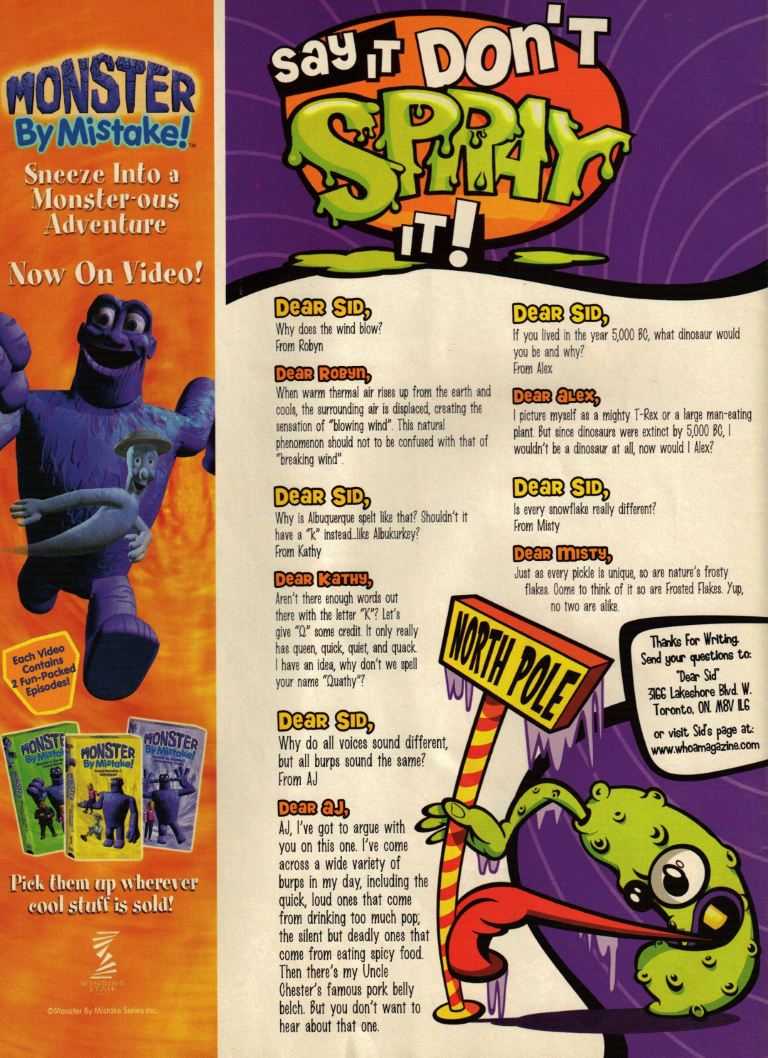 MONSTER
By Mistake!™
Sneeze Into a
Monster-ous
Adventure
Now On Video!
Each Video
Contains
2 Fun-Packed
Episodes!
MONSTER
By Mistake!
MONSTER
By Mistake!
MONSTER
By Mistake!
Pick them up wherever
cool stuff is sold!
WINDING
STAIR
©Monster By Mistake Series Inc.
SAY IT DON'T
SPRAY
IT!
Dear Sid,
Why does the wind blow?
From Robyn
Dear Robyn,
When warm thermal air rises up from the earth and
cools, the surrounding air is displaced, creating the
sensation of "blowing wind". This natural
phenomenon should not to be confused with that of
"breaking wind".
Dear Sid,
Why is Albuquerque spelt like that? Shouldn't it
have a "k" instead...like Albukurkey?
From Kathy
Dear Kathy,
Aren't there enough words out
there with the letter "K"? Let's
give "Q" some credit. It only really
has queen, quick, quiet, and quack.
I have an idea, why don't we spell
your name "Quathy"?
Dear Sid,
Why do all voices sound different,
but all burps sound the same?
From AJ
Dear AJ,
AJ, I've got to argue with
you on this one. I've come
across a wide variety of
burps in my day, including the
quick, loud ones that come
from drinking too much pop;
the silent but deadly ones that
come from eating spicy food.
Then there's my Uncle
Chester's famous pork belly
belch. But you don't want to
hear about that one.
Dear Sid,
If you lived in the year 5,000 BC, what dinosaur would
you be and why?
From Alex
Dear Alex,
I picture myself as a mighty T-Rex or a large man-eating
plant. But since dinosaurs were extinct by 5,000 BC, I
wouldn't be a dinosaur at all, now would I Alex?
Dear Sid,
Is every snowflake really different?
From Misty
Dear Misty,
Just as every pickle is unique, so are nature's frosty
flakes. Come to think of it so are Frosted Flakes. Yup,
no two are alike.
NORTH POLE
Thanks For Writing.
Send your questions to:
"Dear Sid"
3166 Lakeshore Blvd. W.
Toronto, ON. M8V 1L6
or visit Sid's page at:
www.whoamagazine.com